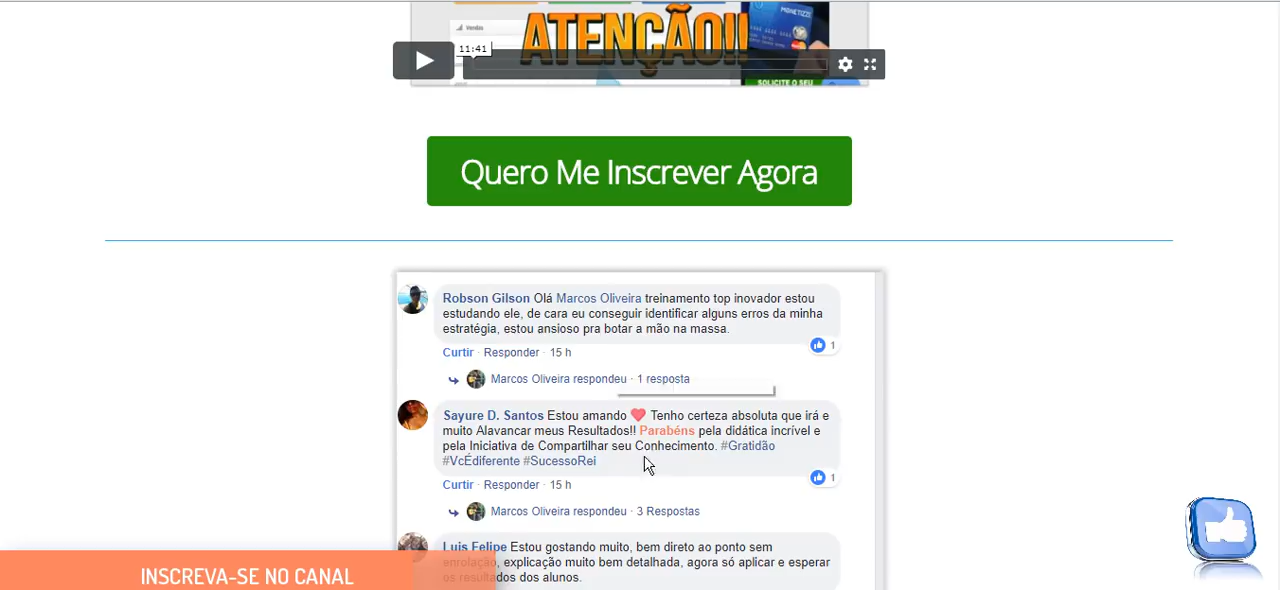 Vendas
MONETIZZE
ATENÇÃO!!
11:41
SOLICITE O SEU
Quero Me Inscrever Agora
Robson Gilson Olá Marcos Oliveira treinamento top inovador estou
estudando ele, de cara eu conseguir identificar alguns erros da minha
estratégia, estou ansioso pra botar a mão na massa.
Curtir · Responder · 15 h
1
Marcos Oliveira respondeu · 1 resposta
Sayure D. Santos Estou amando ❤ Tenho certeza absoluta que irá e
muito Alavancar meus Resultados!! Parabéns pela didática incrível e
pela Iniciativa de Compartilhar seu Conhecimento. #Gratidão
#VcÉdiferente #SucessoRei
Curtir · Responder · 15 h
1
Marcos Oliveira respondeu · 3 Respostas
Luis Felipe Estou gostando muito, bem direto ao ponto sem
enrolação, explicação muito bem detalhada, agora só aplicar e esperar
os resultados dos alunos.
INSCREVA-SE NO CANAL